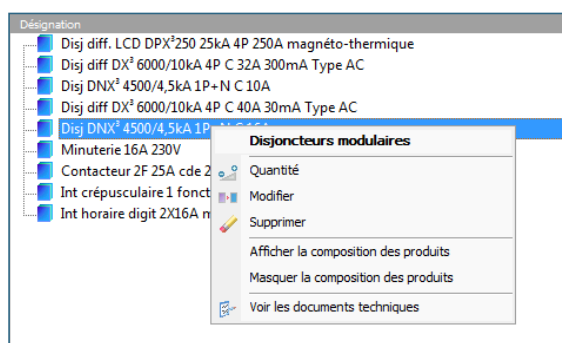 Désignation
Disj diff. LCD DPX³250 25kA 4P 250A magnéto-thermique
Disj diff DX³ 6000/10kA 4P C 32A 300mA Type AC
Disj DNX³ 4500/4,5kA 1P+N C 10A
Disj diff DX³ 6000/10kA 4P C 40A 30mA Type AC
Disj DNX³ 4500/4,5kA 1P+N C 16A
Minuterie 16A 230V
Contacteur 2F 25A cde 2
Int crépusculaire 1 fonct
Int horaire digit 2X16A m
Disjoncteurs modulaires
Quantité
Modifier
Supprimer
Afficher la composition des produits
Masquer la composition des produits
Voir les documents techniques